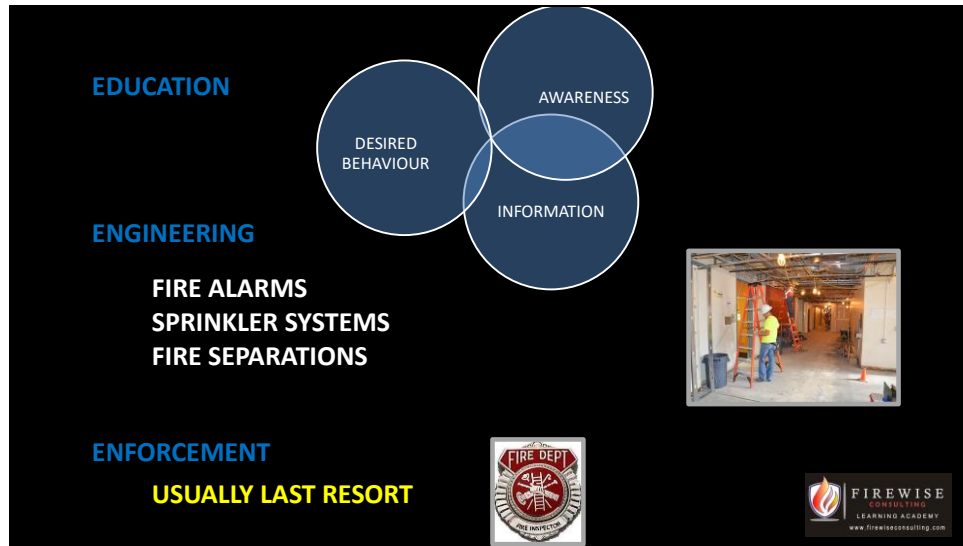 EDUCATION
AWARENESS
DESIRED
BEHAVIOUR
INFORMATION
ENGINEERING
FIRE ALARMS
SPRINKLER SYSTEMS
FIRE SEPARATIONS
ENFORCEMENT
USUALLY LAST RESORT
FIRE DEPT
FIRE INSPECTOR
FIREWISE
CONSULTING
LEARNING ACADEMY
www.firewiseconsulting.com